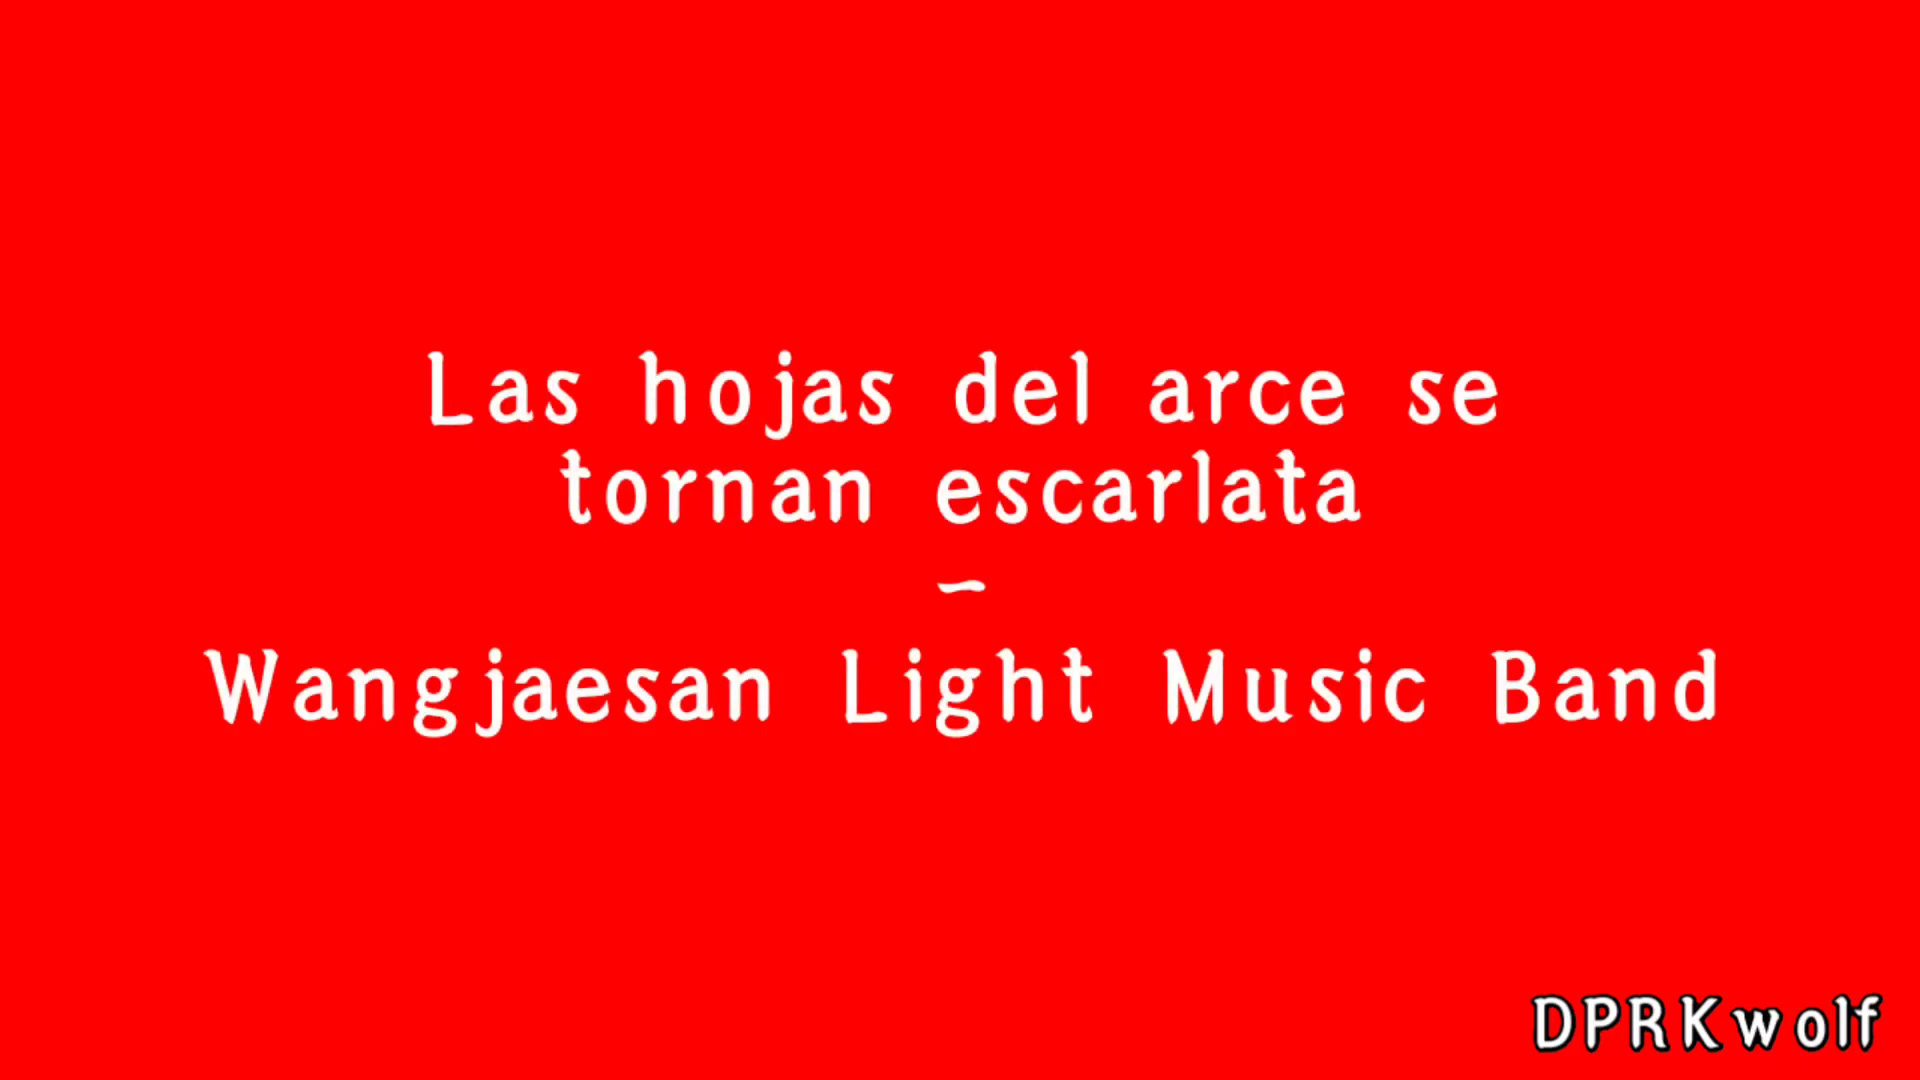 Las hojas del arce se
tornan escarlata
-
Wangjaesan Light Music Band
DPRKwolf